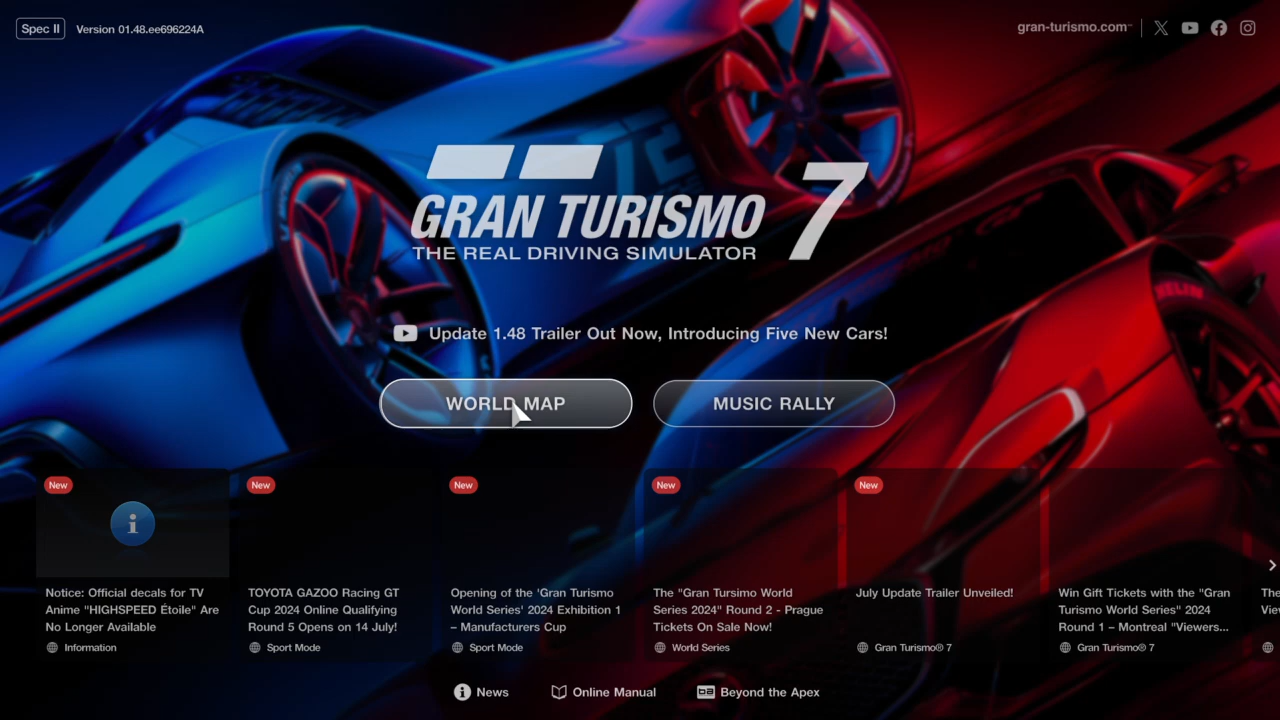 Spec II
Version 01.48.ee696224A
gran-turismo.com
GRAN TURISMO 7
THE REAL DRIVING SIMULATOR
Update 1.48 Trailer Out Now, Introducing Five New Cars!
WORLD MAP
MUSIC RALLY
New
Notice: Official decals for TV
Anime "HIGHSPEED Étoile" Are
No Longer Available
Information
New
TOYOTA GAZOO Racing GT
Cup 2024 Online Qualifying
Round 5 Opens on 14 July!
Sport Mode
New
Opening of the 'Gran Turismo
World Series' 2024 Exhibition 1
– Manufacturers Cup
Sport Mode
New
The "Gran Tursimo World
Series 2024" Round 2 - Prague
Tickets On Sale Now!
World Series
New
July Update Trailer Unveiled!
Gran Turismo® 7
Win Gift Tickets with the "Gran
Turismo World Series" 2024
Round 1 – Montreal "Viewers...
Gran Turismo® 7
The
News
Online Manual
Beyond the Apex